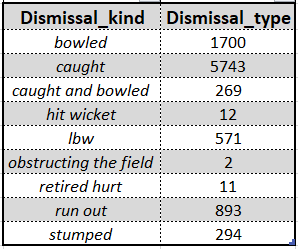 Dismissal_kind Dismissal_type
bowled 1700
caught 5743
caught and bowled 269
hit wicket 12
lbw 571
obstructing the field 2
retired hurt 11
run out 893
stumped 294